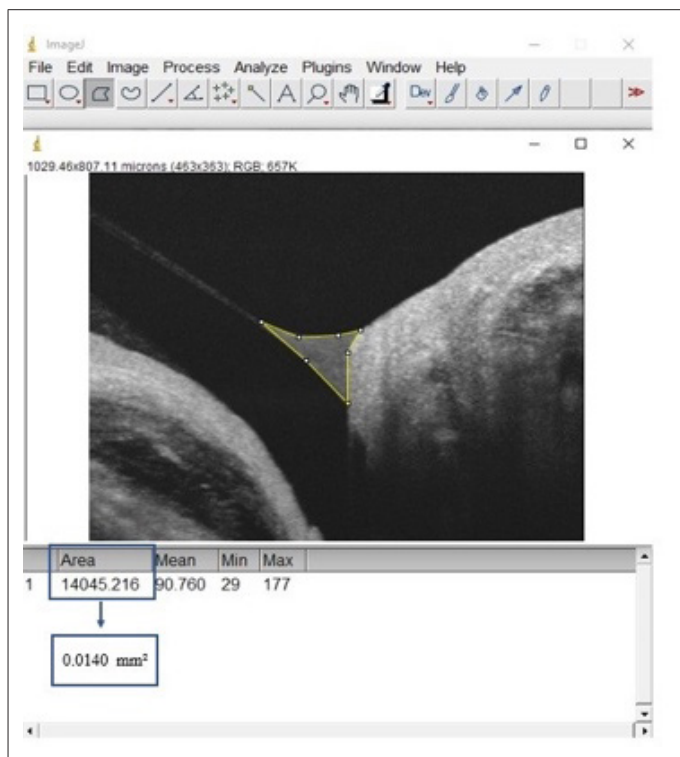 ImageJ
File Edit Image Process Analyze Plugins Window Help
A Dev
1029.46x807.11 microns (463x363); RGB; 657K
Area Mean Min Max
1 14045.216 90.760 29 177
0.0140 mm²